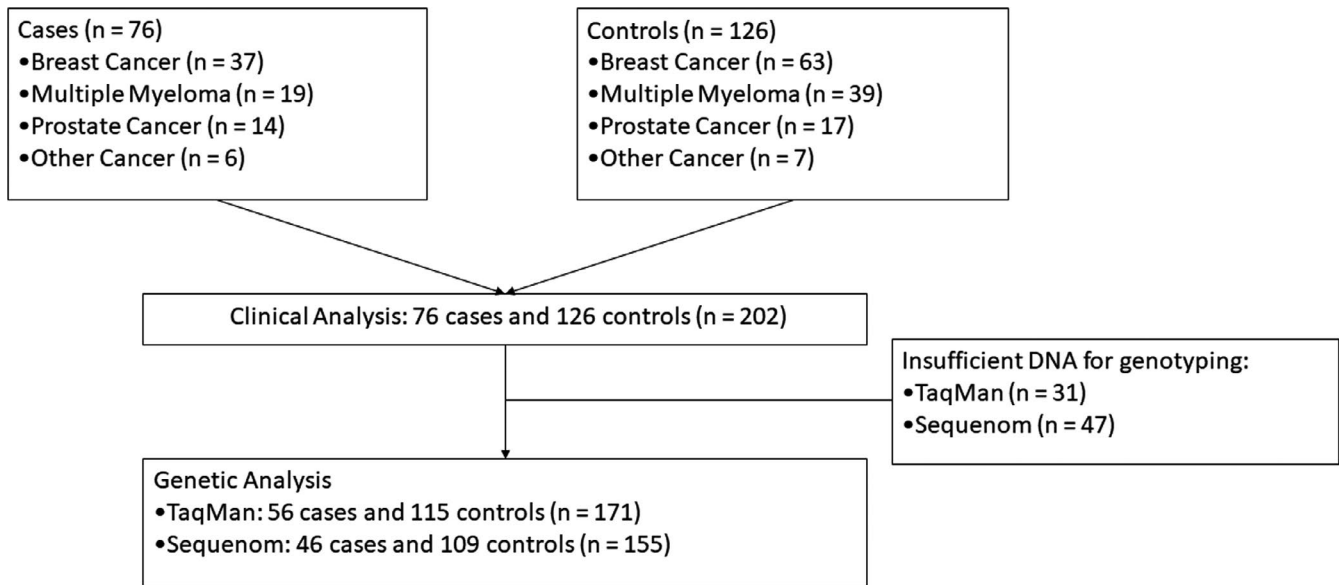 Cases (n = 76)
•Breast Cancer (n = 37)
•Multiple Myeloma (n = 19)
•Prostate Cancer (n = 14)
•Other Cancer (n = 6)
Controls (n = 126)
•Breast Cancer (n = 63)
•Multiple Myeloma (n = 39)
•Prostate Cancer (n = 17)
•Other Cancer (n = 7)
Clinical Analysis: 76 cases and 126 controls (n = 202)
Insufficient DNA for genotyping:
•TaqMan (n = 31)
•Sequenom (n = 47)
Genetic Analysis
•TaqMan: 56 cases and 115 controls (n = 171)
•Sequenom: 46 cases and 109 controls (n = 155)